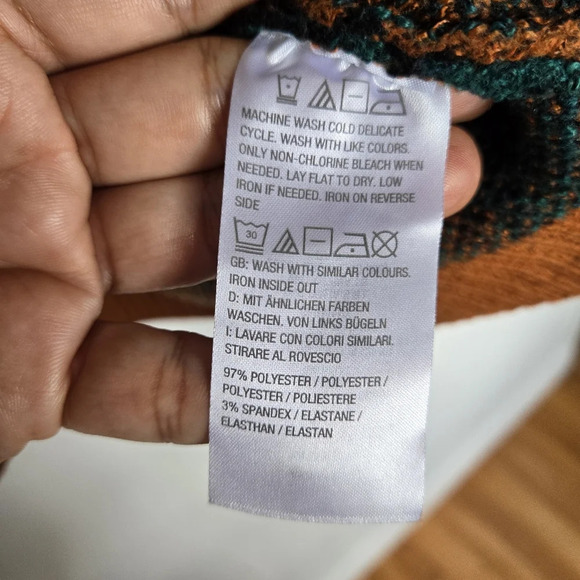 MACHINE WASH COLD DELICATE
CYCLE. WASH WITH LIKE COLORS.
ONLY NON-CHLORINE BLEACH WHEN
NEEDED. LAY FLAT TO DRY. LOW
IRON IF NEEDED. IRON ON REVERSE
SIDE
30
GB: WASH WITH SIMILAR COLOURS.
IRON INSIDE OUT
D: MIT ÄHNLICHEN FARBEN
WASCHEN. VON LINKS BÜGELN
I: LAVARE CON COLORI SIMILARI.
STIRARE AL ROVESCIO
97% POLYESTER / POLYESTER /
POLYESTER / POLIESTERE
3% SPANDEX / ELASTANE /
ELASTHAN / ELASTAN